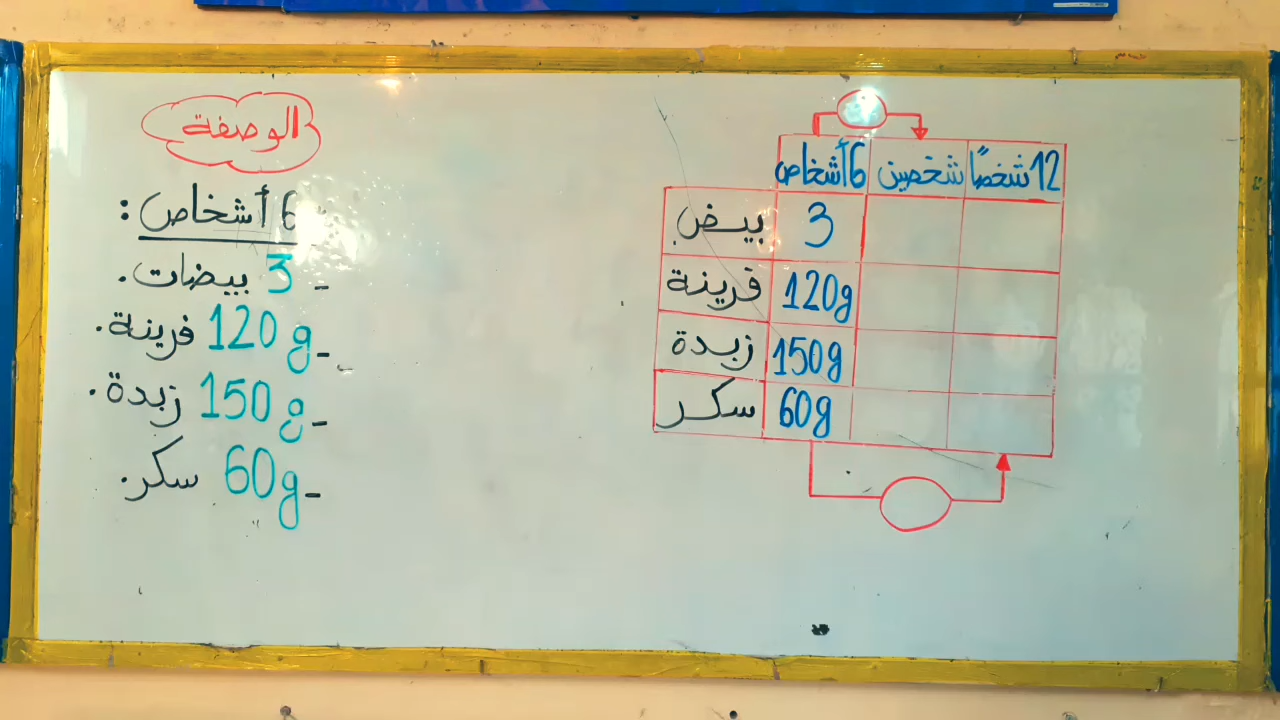 الوصفة
6 أشخاص :
- 3 بيضات.
- 120 g فرينة.
- 150 g زبدة.
- 60g سكر.
6 أشخاص شخصين 12 شخصًا
بيض 3
فرينة 120g
زبدة 150g
سكر 60g